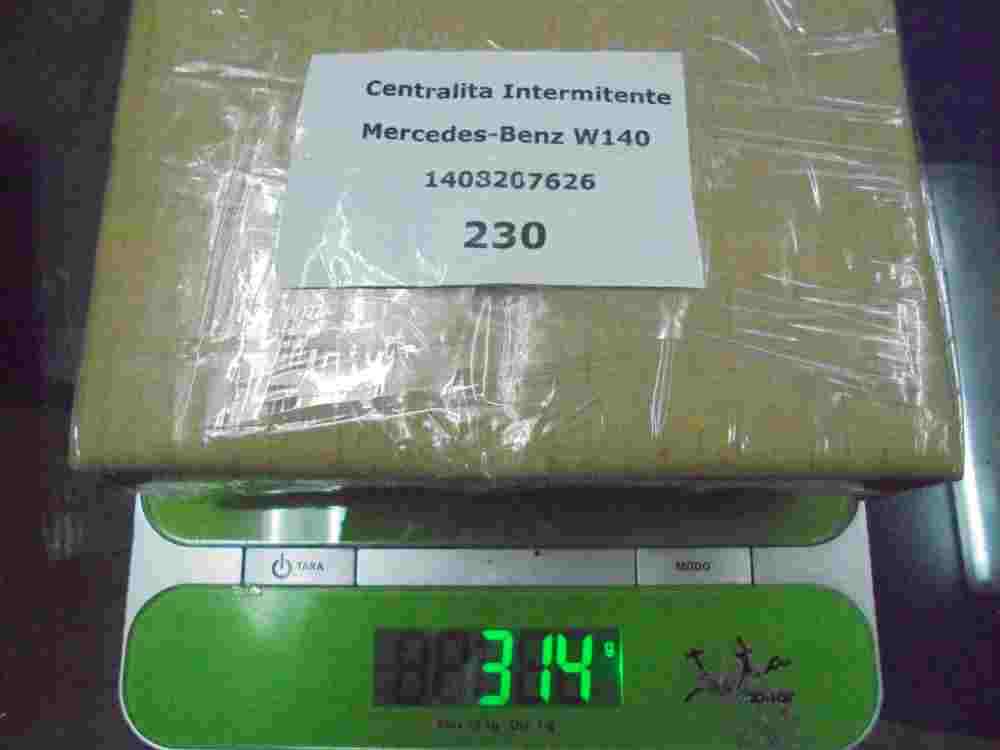 Centralita Intermitente
Mercedes-Benz W140
1408207626
230
TARA
MODO
314 g